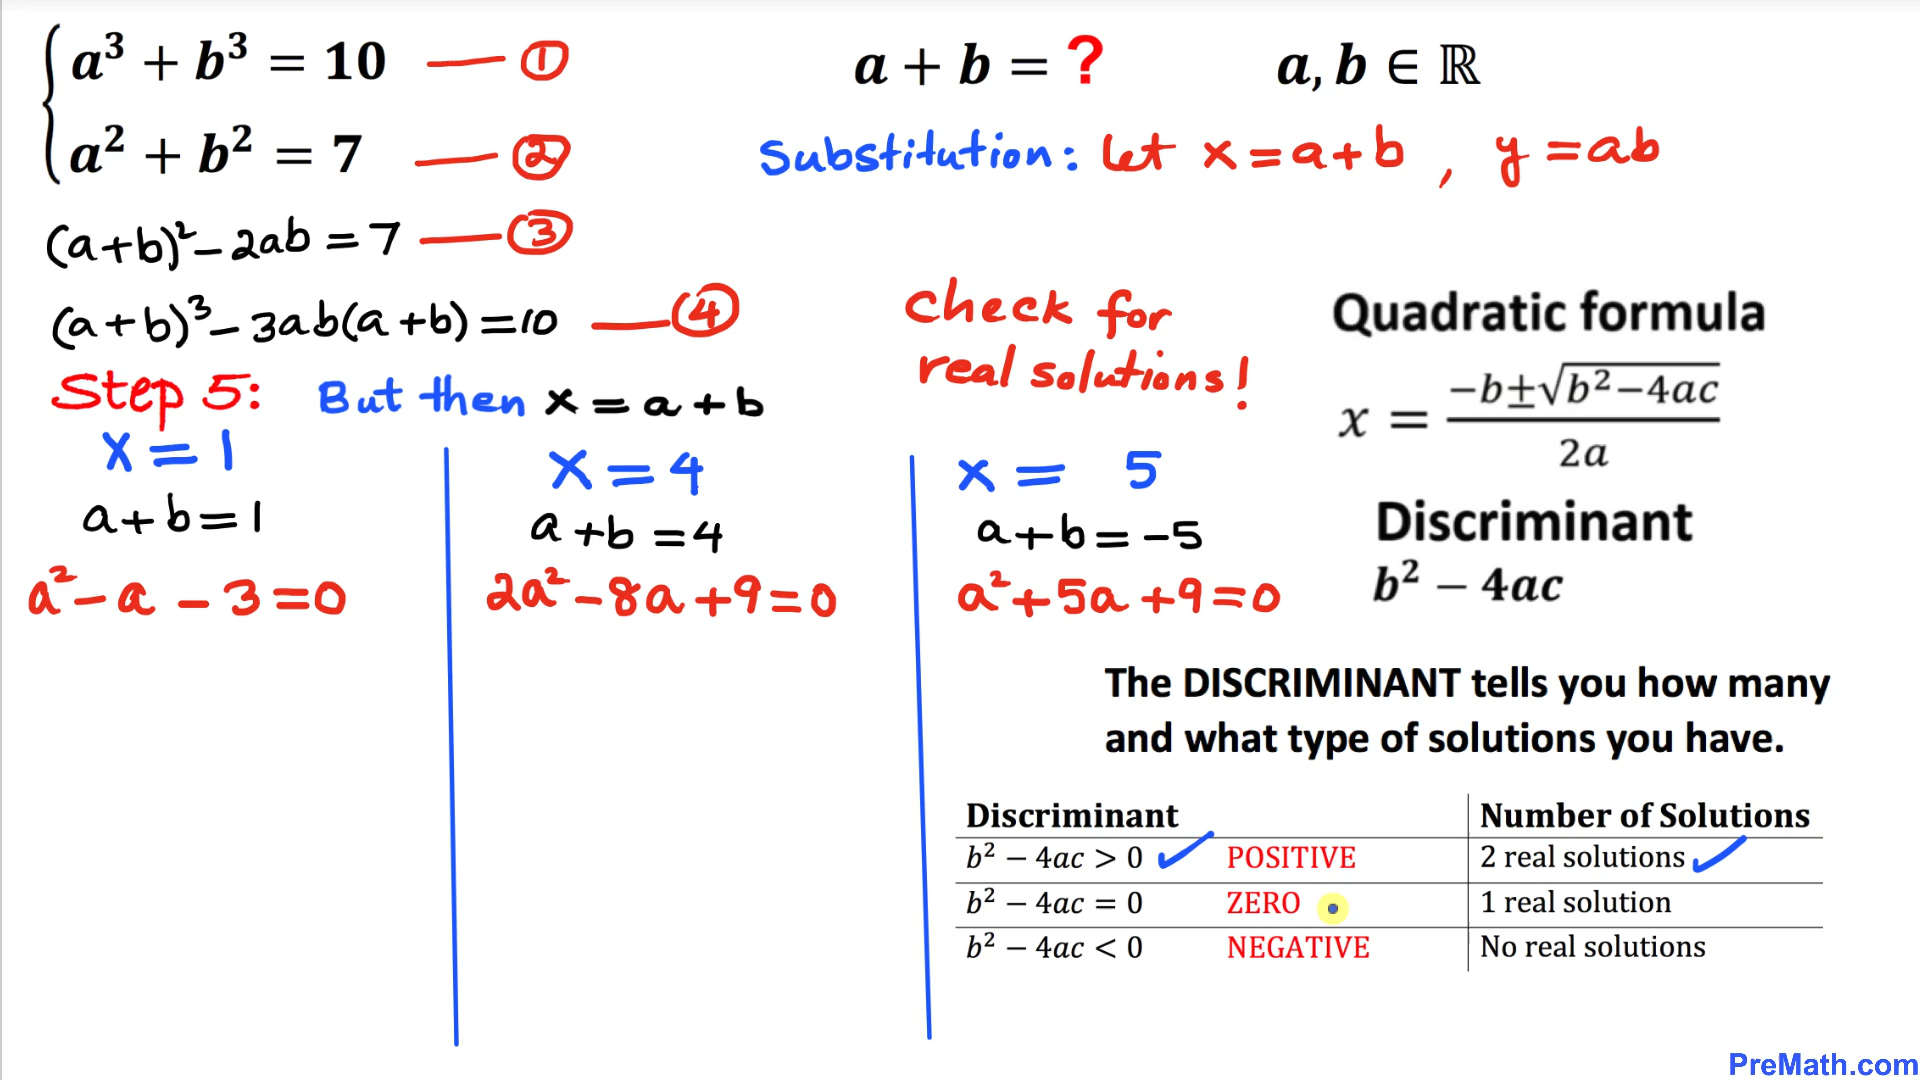 a³ + b³ = 10 — ①
a + b = ?
a, b ∈ ℝ
a² + b² = 7 — ②
Substitution: Let x = a + b , y = ab
(a+b)² - 2ab = 7 — ③
(a+b)³ - 3ab(a+b) = 10 — ④
Check for
real solutions!
Quadratic formula
x = (−b±√(b²−4ac))/(2a)
Step 5: But then x = a + b
x = 1
a + b = 1
a² - a - 3 = 0
x = 4
a + b = 4
2a² - 8a + 9 = 0
x = 5
a + b = -5
a² + 5a + 9 = 0
Discriminant
b² − 4ac
The DISCRIMINANT tells you how many
and what type of solutions you have.
Discriminant Number of Solutions
b² − 4ac > 0 ✓ POSITIVE 2 real solutions ✓
b² − 4ac = 0 ZERO 1 real solution
b² − 4ac < 0 NEGATIVE No real solutions
PreMath.com